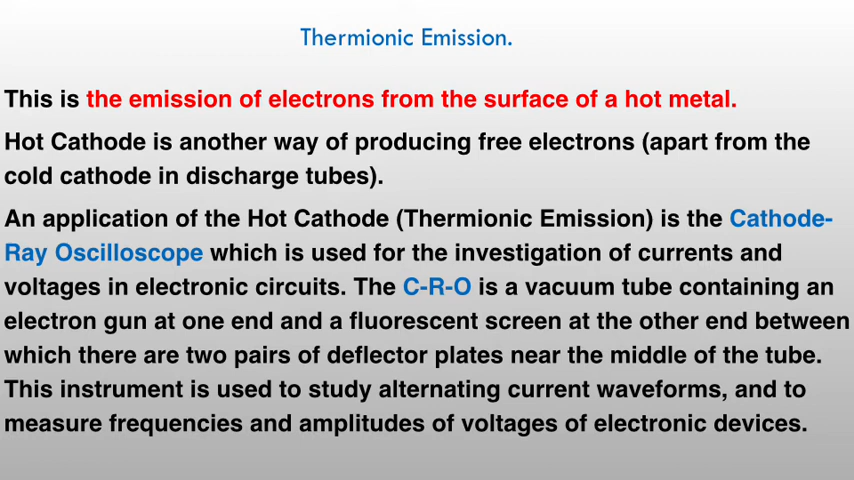 Thermionic Emission.
This is the emission of electrons from the surface of a hot metal.
Hot Cathode is another way of producing free electrons (apart from the
cold cathode in discharge tubes).
An application of the Hot Cathode (Thermionic Emission) is the Cathode-
Ray Oscilloscope which is used for the investigation of currents and
voltages in electronic circuits. The C-R-O is a vacuum tube containing an
electron gun at one end and a fluorescent screen at the other end between
which there are two pairs of deflector plates near the middle of the tube.
This instrument is used to study alternating current waveforms, and to
measure frequencies and amplitudes of voltages of electronic devices.